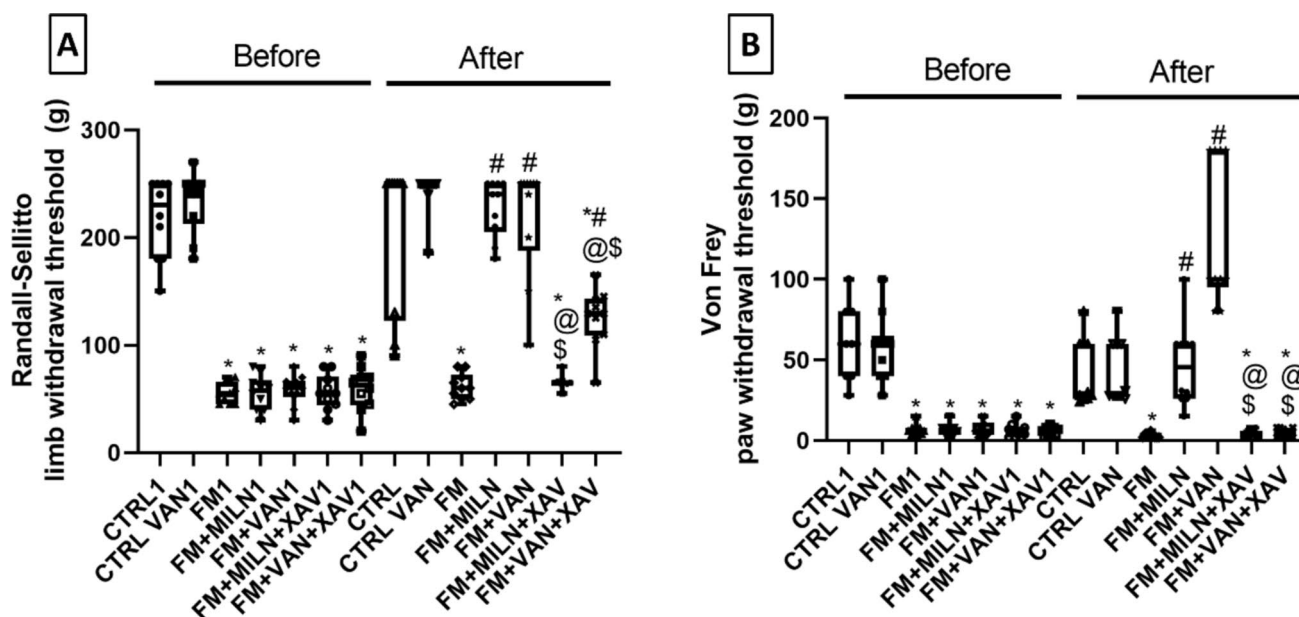 A
Before
After
Randall-Sellitto
limb withdrawal threshold (g)
300
200
100
0
*
*
*
*
*
*
#
#
*
@
$
*#
@$
CTRL1
CTRL VAN1
FM1
FM+MILN1
FM+VAN1
FM+MILN+XAV1
FM+VAN+XAV1
CTRL
CTRL VAN
FM
FM+MILN
FM+VAN
FM+MILN+XAV
FM+VAN+XAV
B
Before
After
Von Frey
paw withdrawal threshold (g)
200
150
100
50
0
*
*
*
*
*
*
#
#
*
@
$
*
@
$
CTRL1
CTRL VAN1
FM1
FM+MILN1
FM+VAN1
FM+MILN+XAV1
FM+VAN+XAV1
CTRL
CTRL VAN
FM
FM+MILN
FM+VAN
FM+MILN+XAV
FM+VAN+XAV